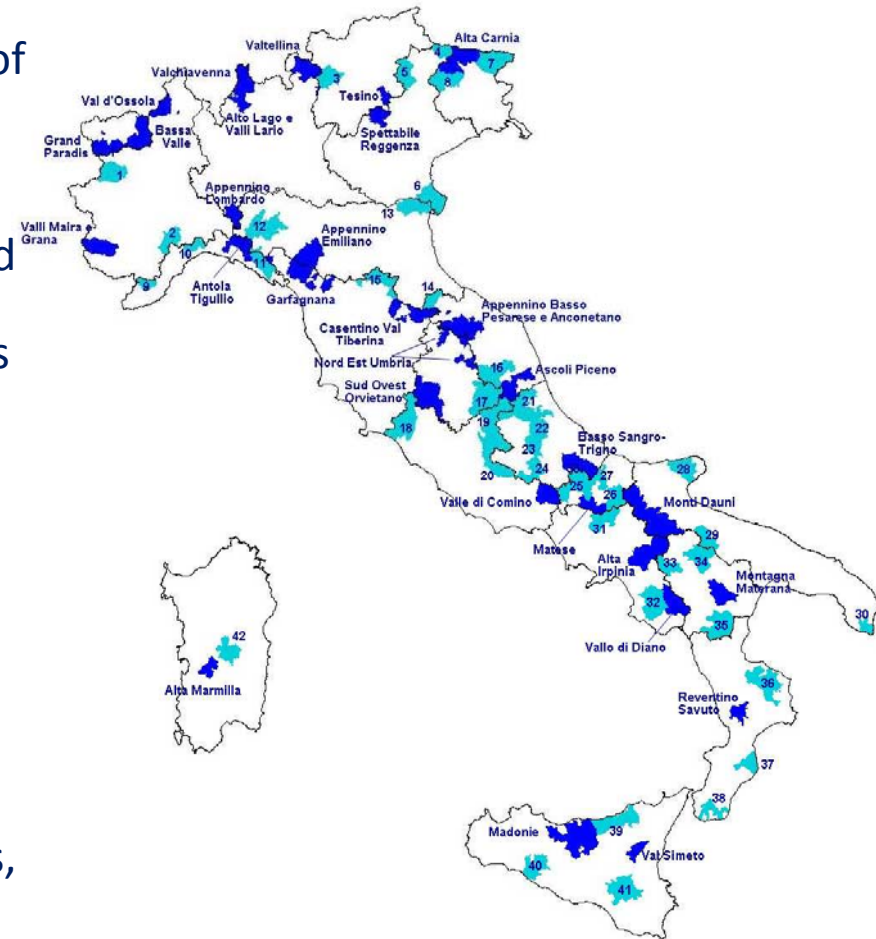 of
d
s
s,
Alta Carnia
Valtellina
4
7
Valchiavenna
5
8
3
Val d'Ossola
Tesino
Alto Lago e
Valli Lario
Bassa
Valle
Spettabile
Reggenza
Grand
Paradis
1
6
Appennino
Lombardo
13
Valli Maira e
Grana
2
12
Appennino
Emiliano
10
11
9
Antola
Tigullio
Garfagnana
15
14
Appennino Basso
Pesarese e Anconetano
Casentino Val
Tiberina
Nord Est Umbria
16
Ascoli Piceno
Sud Ovest
Orvietano
17
21
18
19
22
Basso Sangro-
Trigno
23
20
24
27
28
25
26
Valle di Comino
Monti Dauni
31
Matese
29
Alta
Irpinia
33
34
Montagna
Materana
32
30
35
Vallo di Diano
42
Alta Marmilla
36
Reventino
Savuto
37
38
Madonie
39
Val Simeto
40
41